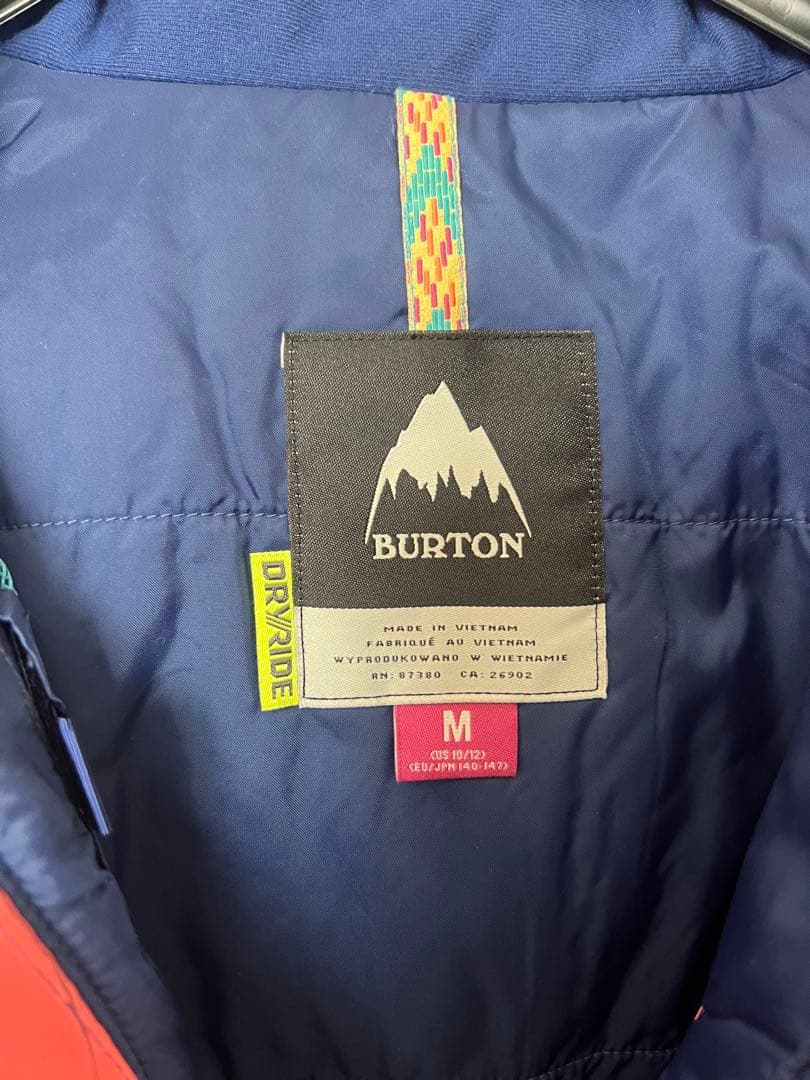 BURTON
DRY//RIDE
MADE IN VIETNAM
FABRIQUÉ AU VIETNAM
WYPRODUKOWANO W WIETNAMIE
RN: 87380 CA: 26902
M
(US 10/12)
(EU/JPN 140-147)